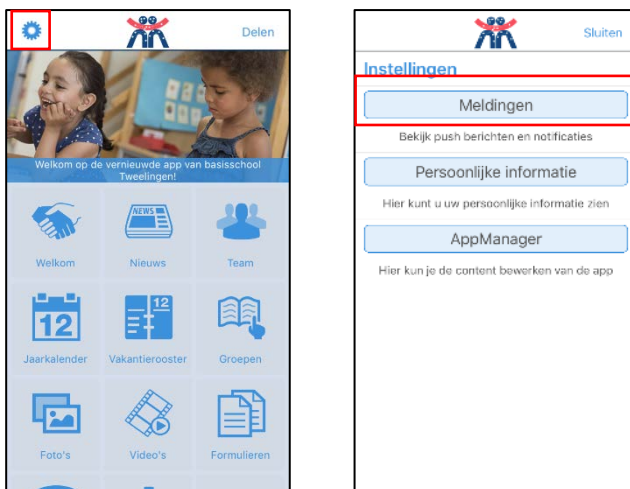 Delen
Welkom op de vernieuwde app van basisschool
Tweelingen!
NEWS
12
Welkom
Nieuws
Team
12
Jaarkalender
Vakantierooster
Groepen
Foto's
Video's
Formulieren
Sluiten
Instellingen
Meldingen
Bekijk push berichten en notificaties
Persoonlijke informatie
Hier kunt u uw persoonlijke informatie zien
AppManager
Hier kun je de content bewerken van de app